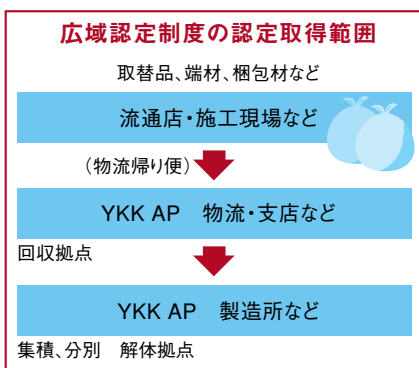 広域認定制度の認定取得範囲
取替品、端材、梱包材など
流通店・施工現場など
(物流帰り便)
YKK AP 物流・支店など
回収拠点
YKK AP 製造所など
集積、分別 解体拠点